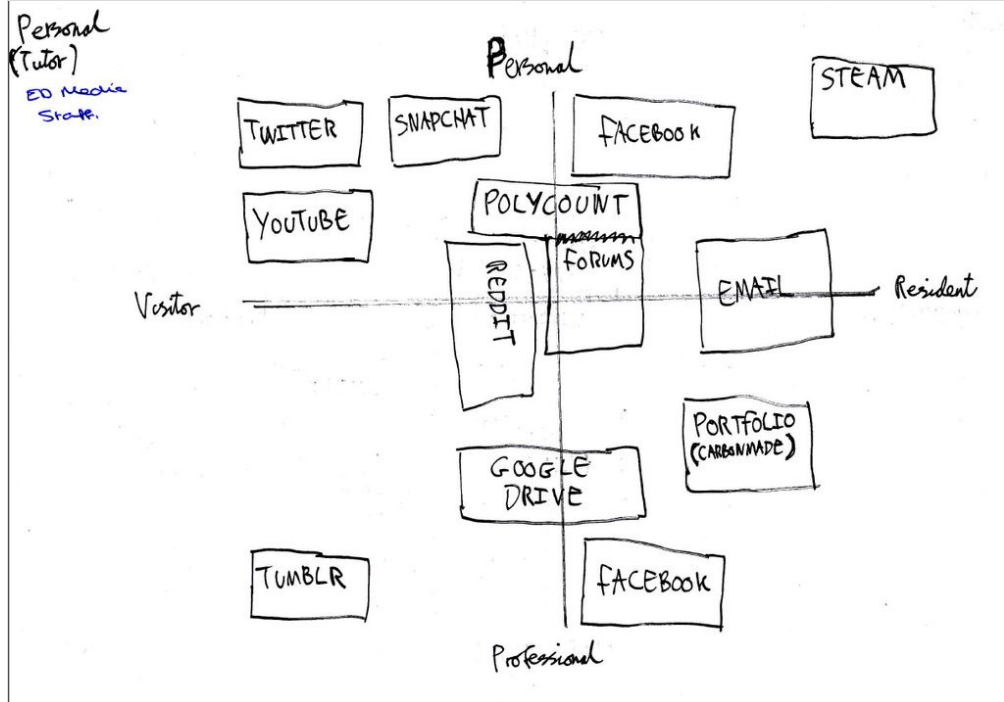 Personal
(Tutor)
ED Media
Staff.
Personal
STEAM
TWITTER
SNAPCHAT
FACEBOOK
YOUTUBE
POLYCOUNT
FORUMS
REDDIT
EMAIL
Visitor
Resident
PORTFOLIO
(CARBONMADE)
GOOGLE
DRIVE
TUMBLR
FACEBOOK
Professional